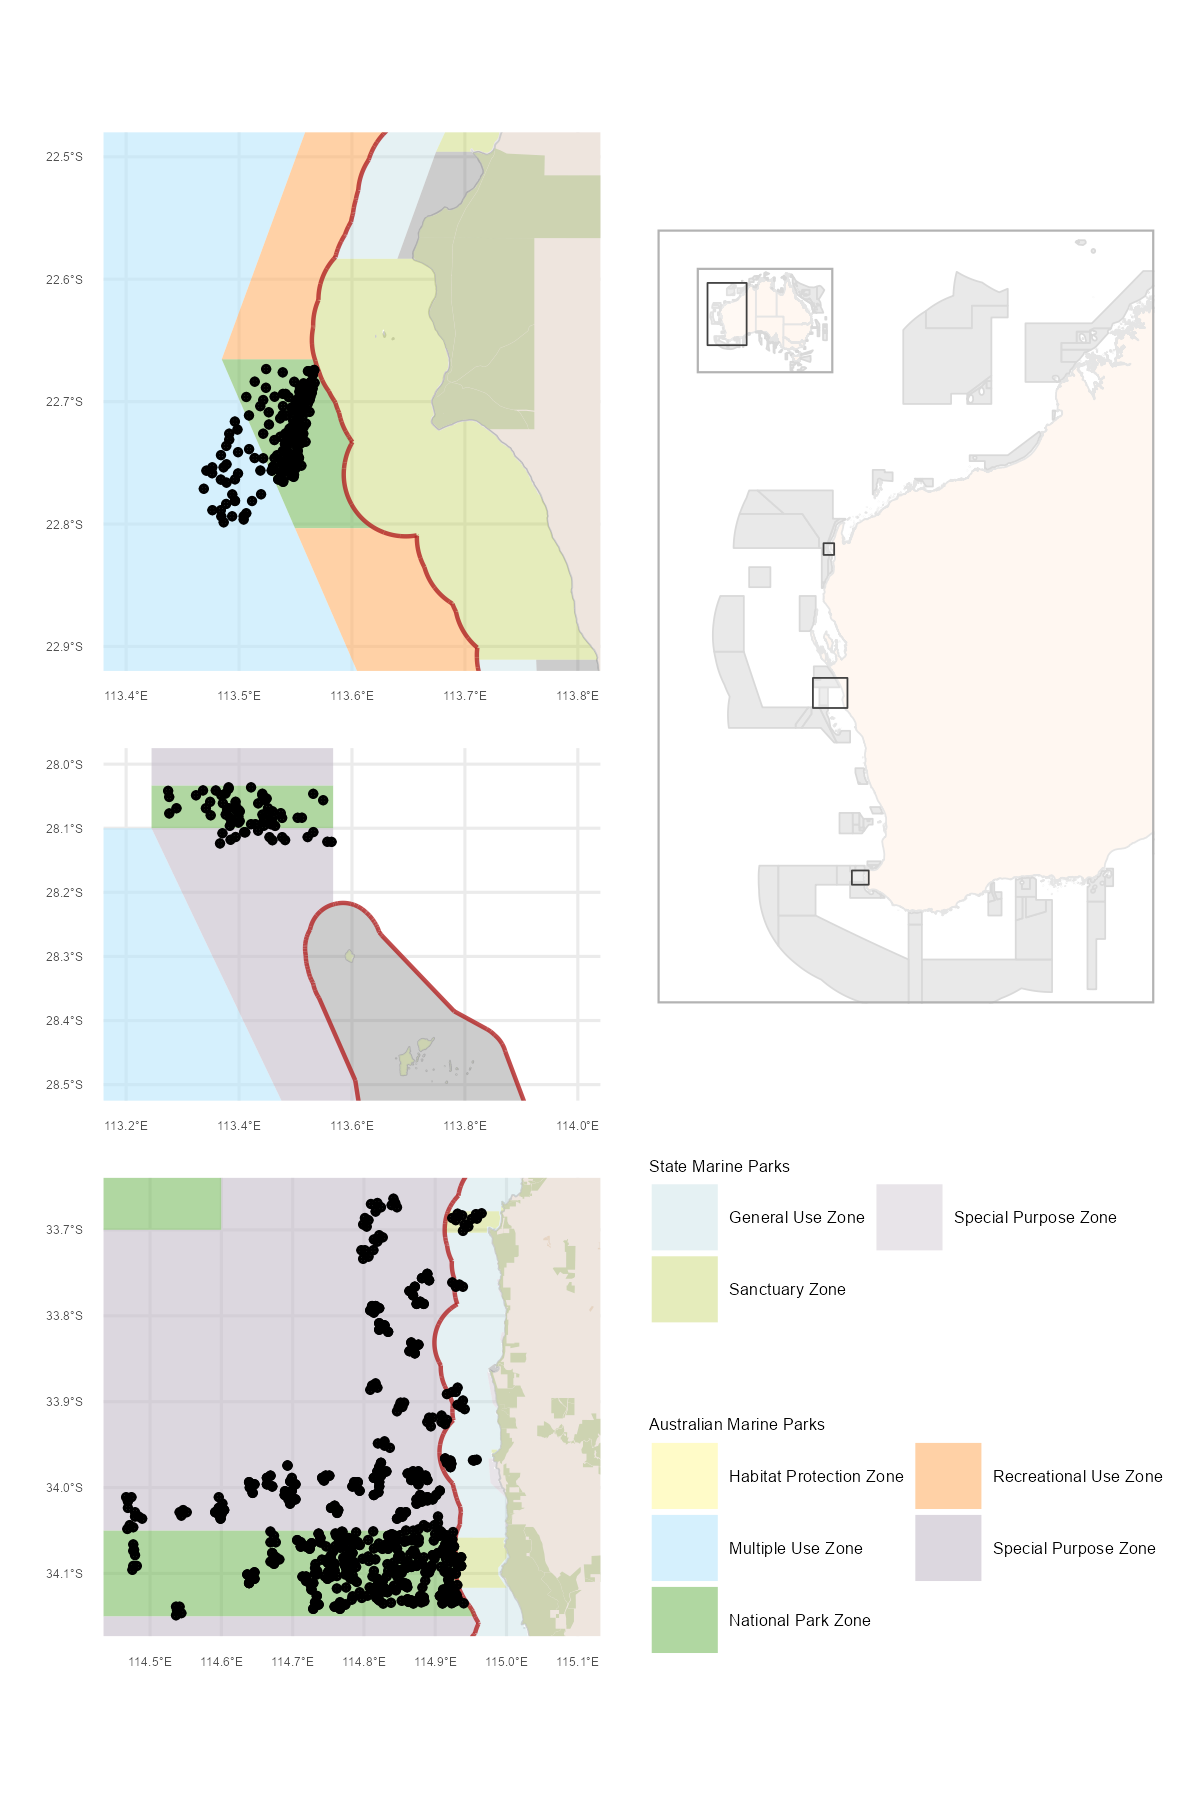 22.5°S
22.6°S
22.7°S
22.8°S
22.9°S
113.4°E 113.5°E 113.6°E 113.7°E 113.8°E
28.0°S
28.1°S
28.2°S
28.3°S
28.4°S
28.5°S
113.2°E 113.4°E 113.6°E 113.8°E 114.0°E
33.7°S
33.8°S
33.9°S
34.0°S
34.1°S
114.5°E 114.6°E 114.7°E 114.8°E 114.9°E 115.0°E 115.1°E
State Marine Parks
General Use Zone Special Purpose Zone
Sanctuary Zone
Australian Marine Parks
Habitat Protection Zone Recreational Use Zone
Multiple Use Zone Special Purpose Zone
National Park Zone